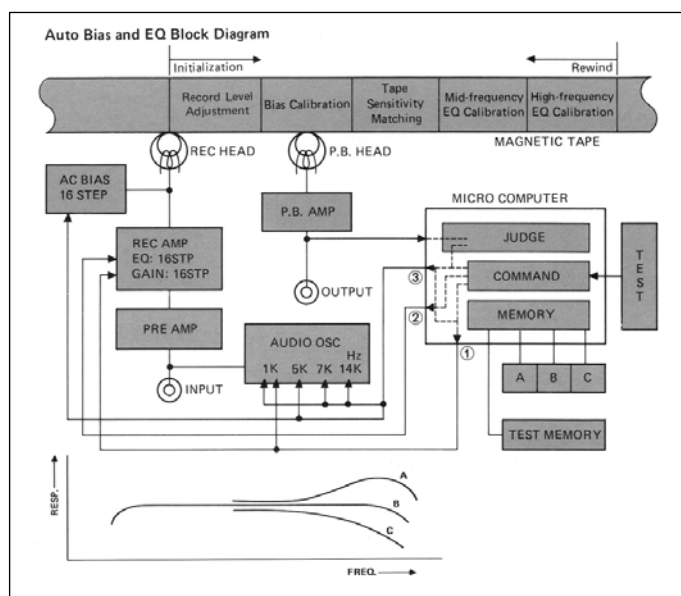 Auto Bias and EQ Block Diagram
Initialization
Rewind
Record Level
Adjustment
Bias Calibration
Tape
Sensitivity
Matching
Mid-frequency
EQ Calibration
High-frequency
EQ Calibration
MAGNETIC TAPE
REC HEAD
P.B. HEAD
AC BIAS
16 STEP
P.B. AMP
MICRO COMPUTER
JUDGE
COMMAND
MEMORY
TEST
REC AMP
EQ: 16STP
GAIN: 16STP
OUTPUT
③
②
①
PRE AMP
AUDIO OSC
Hz
1K 5K 7K 14K
INPUT
A B C
TEST MEMORY
RESP.
A
B
C
FREQ.